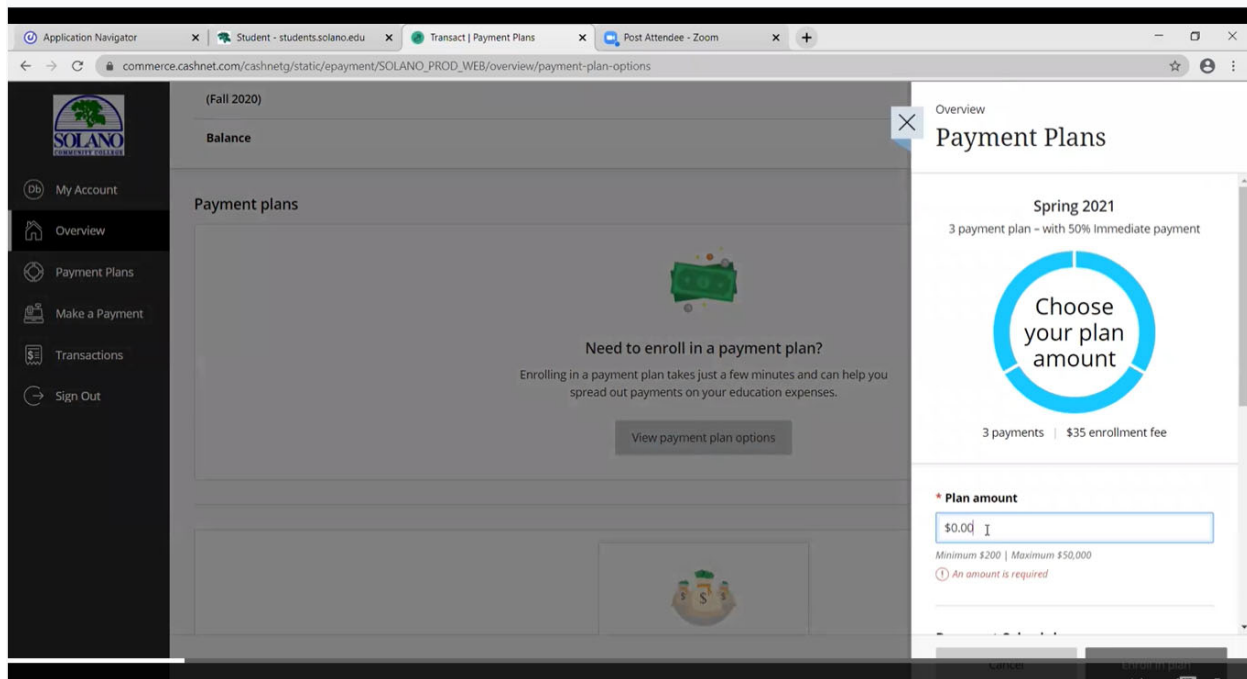 Application Navigator
Student - students.solano.edu
Transact | Payment Plans
Post Attendee - Zoom
commerce.cashnet.com/cashnetg/static/epayment/SOLANO_PROD_WEB/overview/payment-plan-options
SOLANO
COMMUNITY COLLEGE
Db My Account
Overview
Payment Plans
Make a Payment
Transactions
Sign Out
(Fall 2020)
Balance
Payment plans
Need to enroll in a payment plan?
Enrolling in a payment plan takes just a few minutes and can help you
spread out payments on your education expenses.
View payment plan options
Overview
Payment Plans
Spring 2021
3 payment plan – with 50% Immediate payment
Choose
your plan
amount
3 payments | $35 enrollment fee
* Plan amount
$0.00
Minimum $200 | Maximum $50,000
An amount is required
Cancel
Enroll in plan